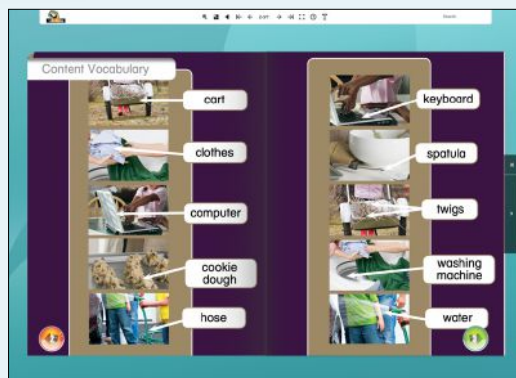 Content Vocabulary
cart
clothes
computer
cookie
dough
hose
keyboard
spatula
twigs
washing
machine
water